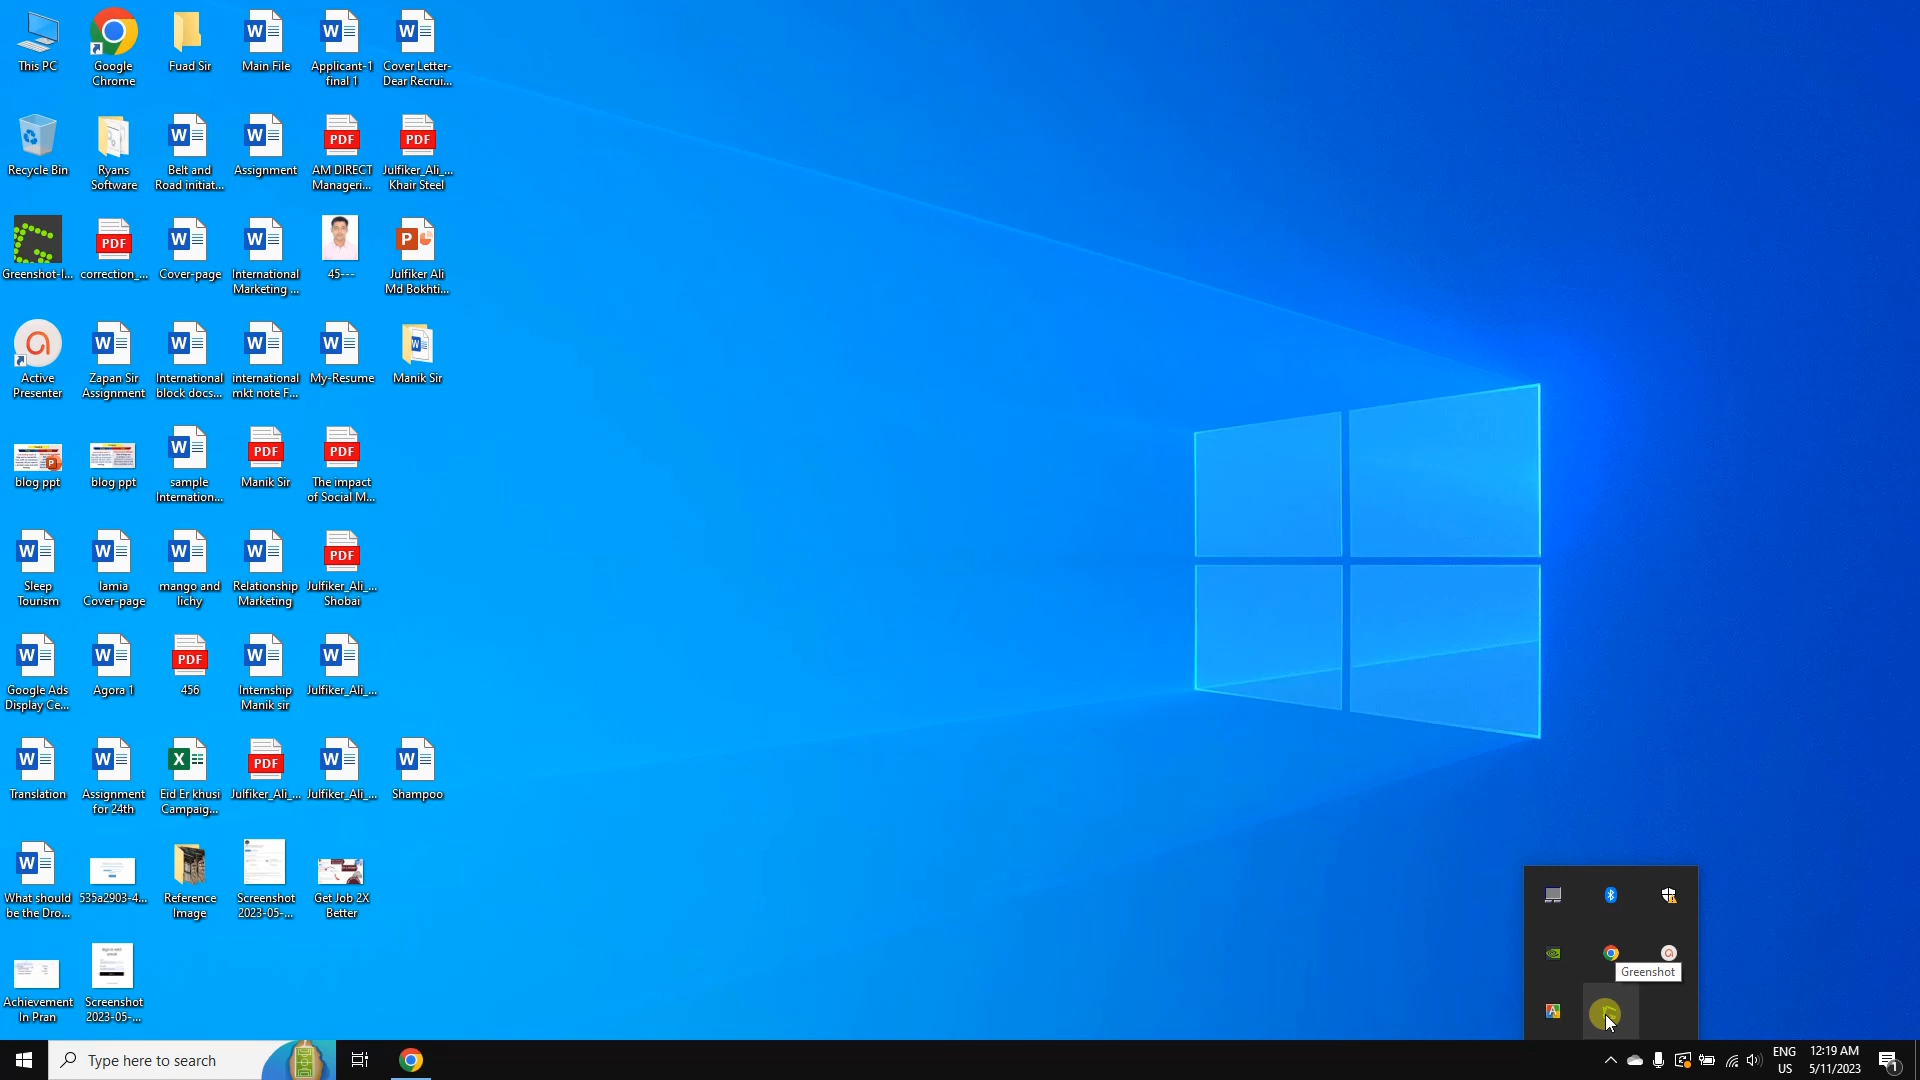 This PC
Google
Chrome
Fuad Sir
Main File
Applicant-1
final 1
Cover Letter-
Dear Recrui...
Recycle Bin
Ryans
Software
Belt and
Road initiat...
Assignment
AM DIRECT
Manageri...
Julfiker_Ali_...
Khair Steel
Greenshot-I...
correction_...
Cover-page
International
Marketing ...
45---
Julfiker Ali
Md Bokhti...
Active
Presenter
Zapan Sir
Assignment
International
block docs...
international
mkt note F...
My-Resume
Manik Sir
blog ppt
blog ppt
sample
Internation...
Manik Sir
The impact
of Social M...
Sleep
Tourism
lamia
Cover-page
mango and
lichy
Relationship
Marketing
Julfiker_Ali_...
Shobai
Google Ads
Display Ce...
Agora 1
456
Internship
Manik sir
Julfiker_Ali_...
Translation
Assignment
for 24th
Eid Er khusi
Campaig...
Julfiker_Ali_...
Julfiker_Ali_...
Shampoo
What should
be the Dro...
535a2903-4...
Reference
Image
Screenshot
2023-05-...
Get Job 2X
Better
Achievement
In Pran
Screenshot
2023-05-...
Greenshot
Type here to search
ENG
US
12:19 AM
5/11/2023
1